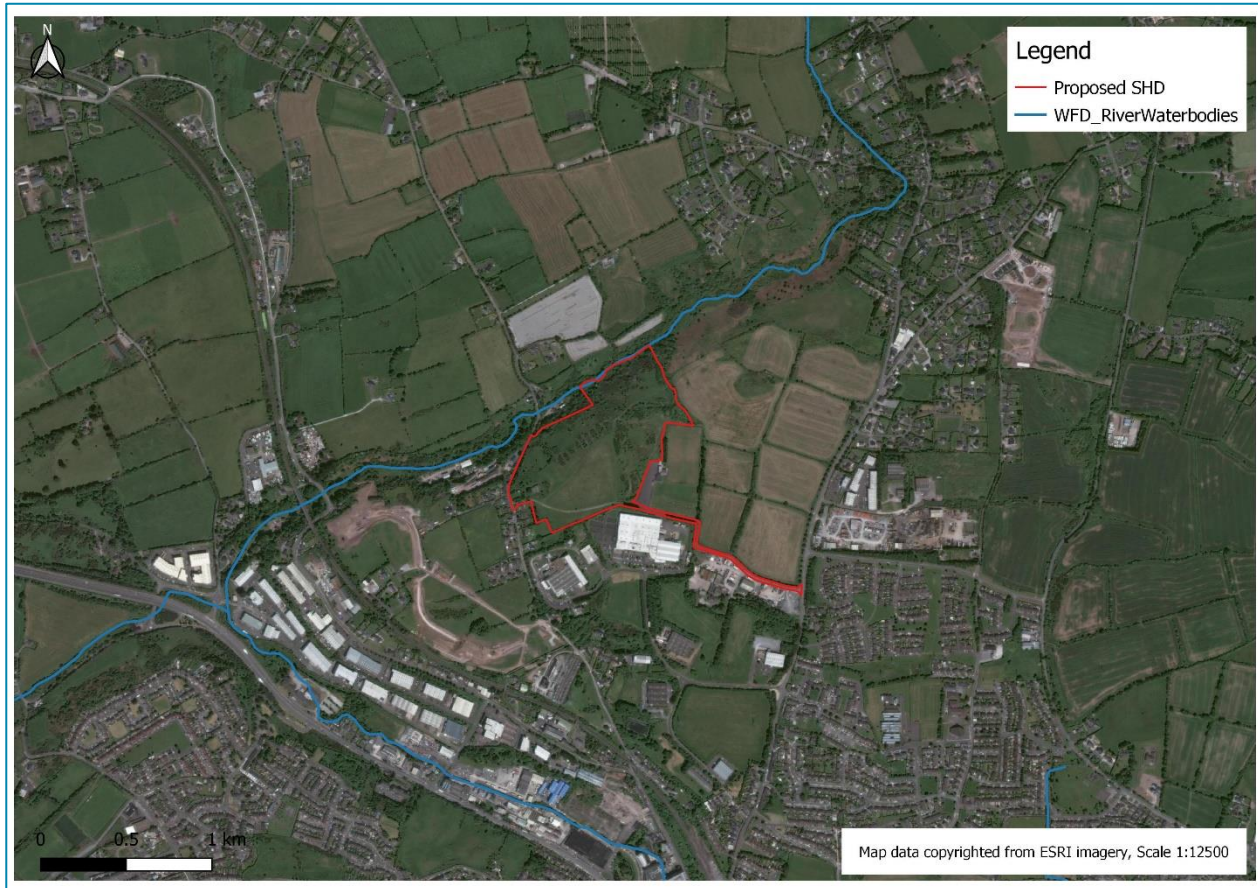 N
Legend
Proposed SHD
WFD_RiverWaterbodies
0 0.5 1 km
Map data copyrighted from ESRI imagery, Scale 1:12500